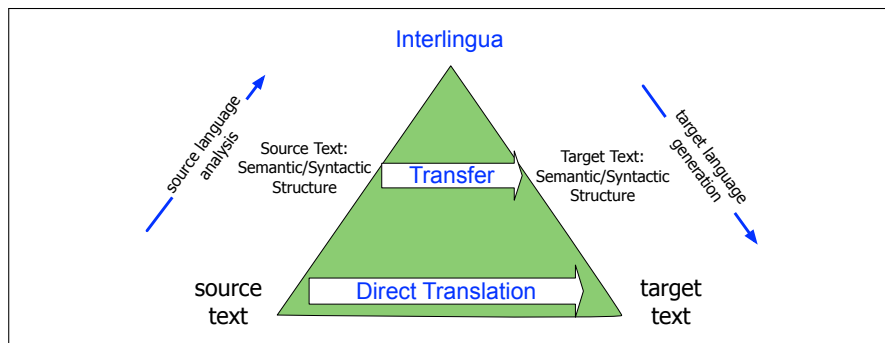 Interlingua
source language
analysis
Source Text:
Semantic/Syntactic
Structure
Transfer
Target Text:
Semantic/Syntactic
Structure
target language
generation
source
text
Direct Translation
target
text